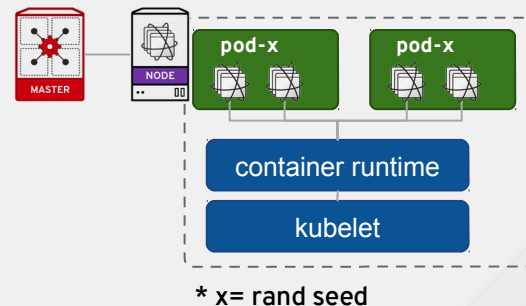 MASTER
NODE
pod-x
pod-x
container runtime
kubelet
* x= rand seed